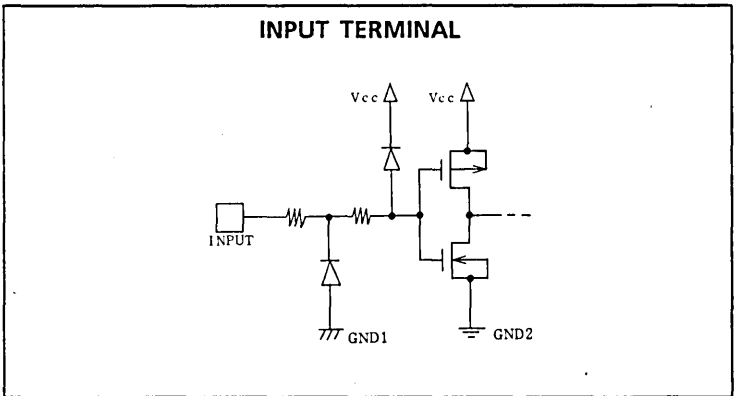 INPUT TERMINAL
Vcc Vcc
INPUT
GND1 GND2